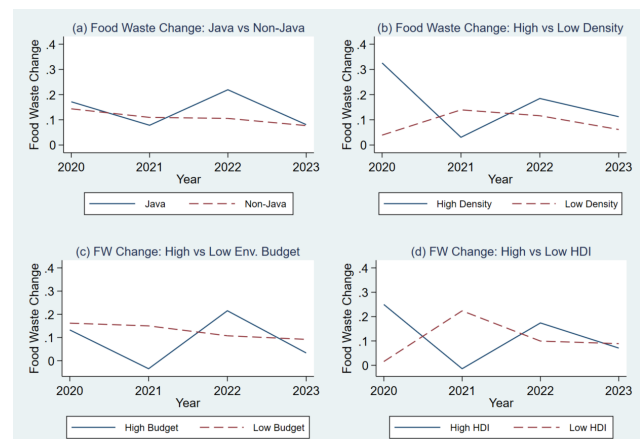 (a) Food Waste Change: Java vs Non-Java
Food Waste Change
.4
.3
.2
.1
0
2020 2021 2022 2023
Year
Java Non-Java
(b) Food Waste Change: High vs Low Density
Food Waste Change
.4
.3
.2
.1
0
2020 2021 2022 2023
Year
High Density Low Density
(c) FW Change: High vs Low Env. Budget
Food Waste Change
.4
.3
.2
.1
0
2020 2021 2022 2023
Year
High Budget Low Budget
(d) FW Change: High vs Low HDI
Food Waste Change
.4
.3
.2
.1
0
2020 2021 2022 2023
Year
High HDI Low HDI